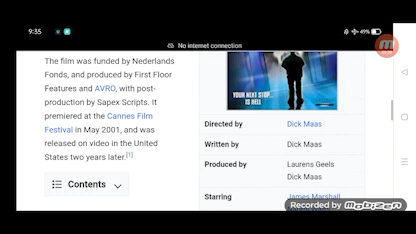 9:35
49%
No internet connection
The film was funded by Nederlands
Fonds, and produced by First Floor
Features and AVRO, with post-
production by Sapex Scripts. It
premiered at the Cannes Film
Festival in May 2001, and was
released on video in the United
States two years later.[1]
Contents
YOUR NEXT STOP...
IS HELL
Directed by Dick Maas
Written by Dick Maas
Produced by Laurens Geels
Dick Maas
Starring James Marshall
Recorded by Mobizen